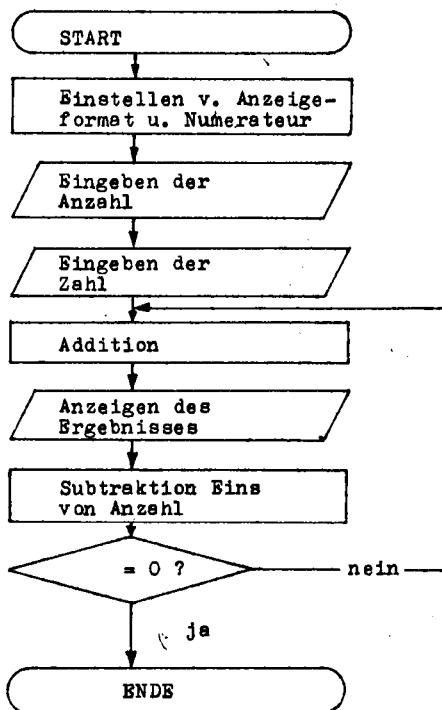 START
Einstellen v. Anzeige-
format u. Numerateur
Eingeben der
Anzahl
Eingeben der
Zahl
Addition
Anzeigen des
Ergebnisses
Subtraktion Eins
von Anzahl
= 0 ?
nein
ja
ENDE